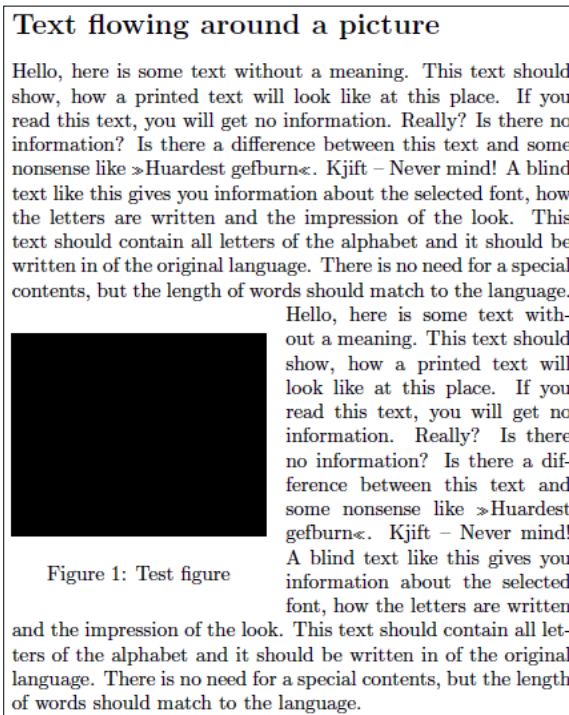 Text flowing around a picture
Hello, here is some text without a meaning. This text should
show, how a printed text will look like at this place. If you
read this text, you will get no information. Really? Is there no
information? Is there a difference between this text and some
nonsense like »Huardest gefburn«. Kjift – Never mind! A blind
text like this gives you information about the selected font, how
the letters are written and the impression of the look. This
text should contain all letters of the alphabet and it should be
written in of the original language. There is no need for a special
contents, but the length of words should match to the language.
Hello, here is some text with-
out a meaning. This text should
show, how a printed text will
look like at this place. If you
read this text, you will get no
information. Really? Is there
no information? Is there a dif-
ference between this text and
some nonsense like »Huardest
gefburn«. Kjift – Never mind!
A blind text like this gives you
information about the selected
font, how the letters are written
and the impression of the look. This text should contain all let-
ters of the alphabet and it should be written in of the original
language. There is no need for a special contents, but the length
of words should match to the language.
Figure 1: Test figure